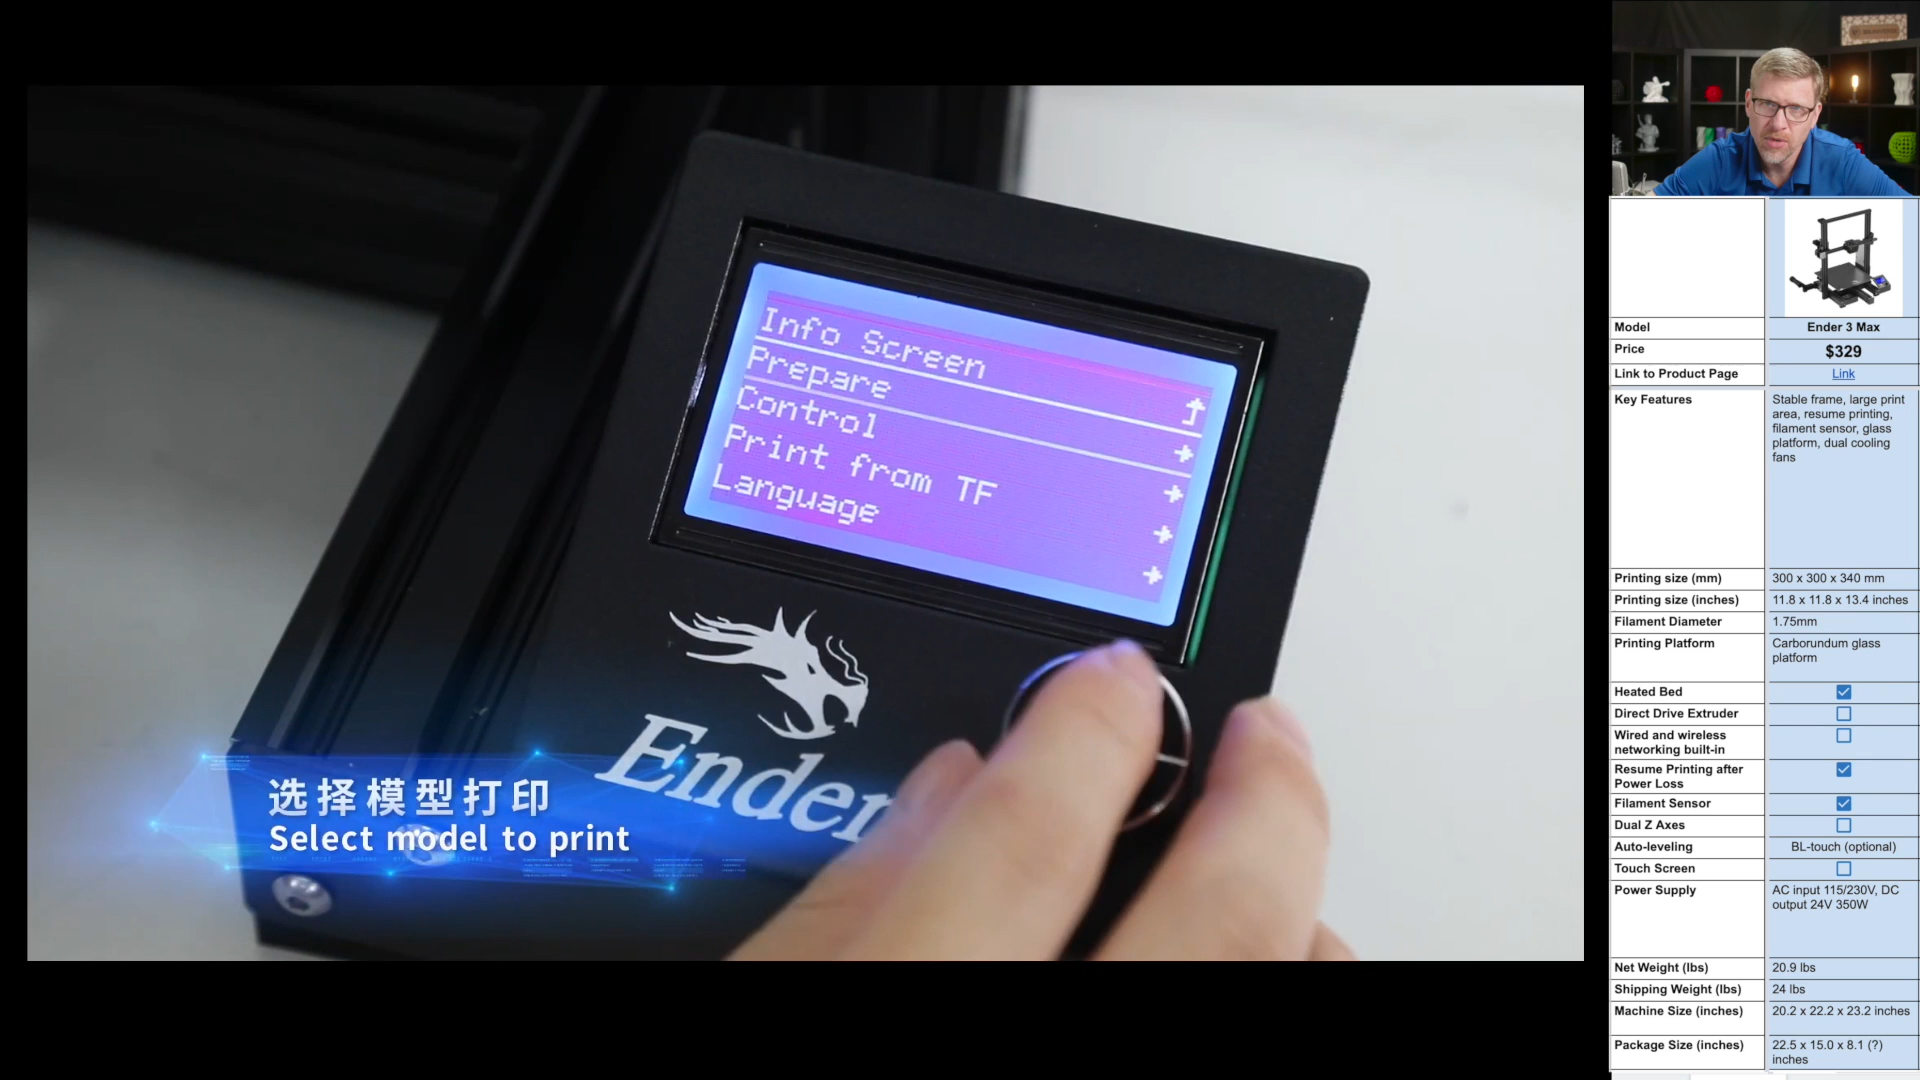 Info Screen
Prepare
Control
Print from TF
Language
Ender
选择模型打印
Select model to print
Model
Ender 3 Max
Price
$329
Link to Product Page
Link
Key Features
Stable frame, large print
area, resume printing,
filament sensor, glass
platform, dual cooling
fans
Printing size (mm)
300 x 300 x 340 mm
Printing size (inches)
11.8 x 11.8 x 13.4 inches
Filament Diameter
1.75mm
Printing Platform
Carborundum glass
platform
Heated Bed
Direct Drive Extruder
Wired and wireless
networking built-in
Resume Printing after
Power Loss
Filament Sensor
Dual Z Axes
Auto-leveling
BL-touch (optional)
Touch Screen
Power Supply
AC input 115/230V, DC
output 24V 350W
Net Weight (lbs)
20.9 lbs
Shipping Weight (lbs)
24 lbs
Machine Size (inches)
20.2 x 22.2 x 23.2 inches
Package Size (inches)
22.5 x 15.0 x 8.1 (?)
inches